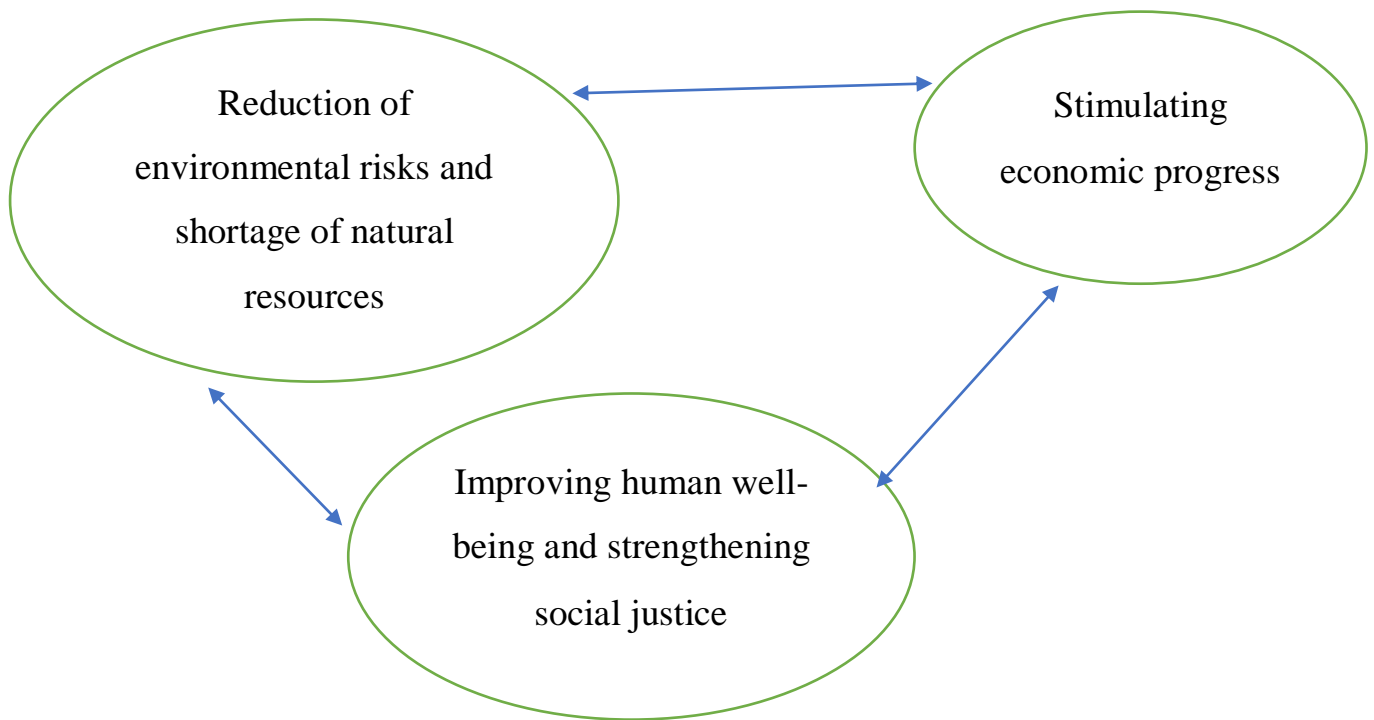 Reduction of
environmental risks and
shortage of natural
resources
Stimulating
economic progress
Improving human well-
being and strengthening
social justice